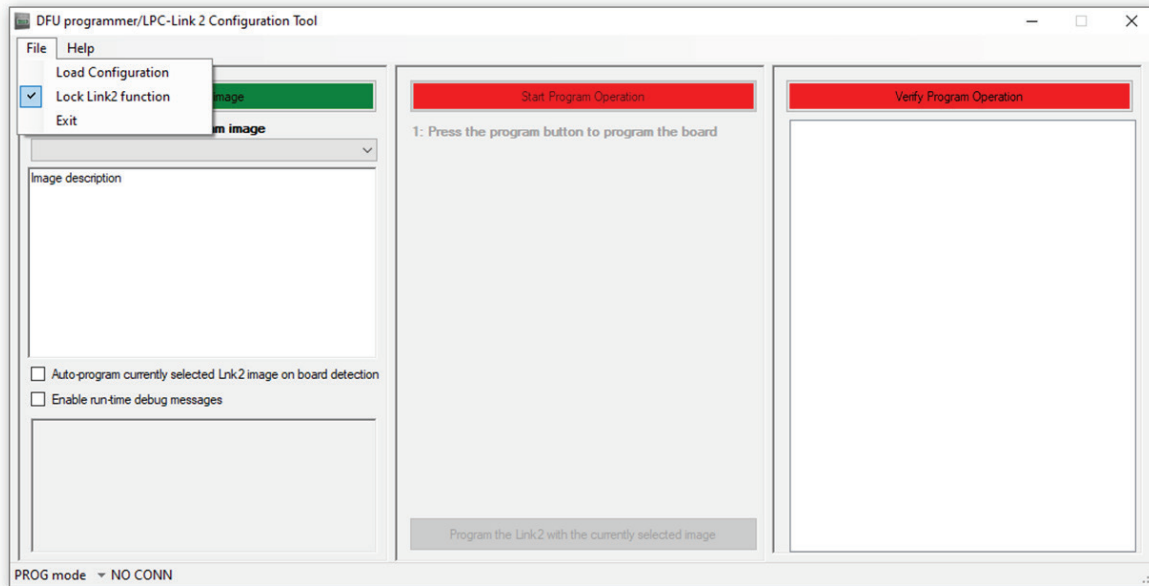 DFU programmer/LPC-Link 2 Configuration Tool
File Help
Load Configuration
Lock Link2 function
Exit
image
m image
Image description
Auto-program currently selected Lnk2 image on board detection
Enable run-time debug messages
Start Program Operation
1: Press the program button to program the board
Program the Link2 with the currently selected image
Verify Program Operation
PROG mode NO CONN